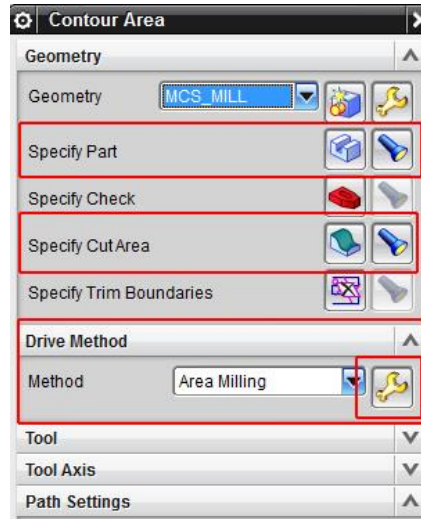 Contour Area
Geometry
Geometry MCS_MILL
Specify Part
Specify Check
Specify Cut Area
Specify Trim Boundaries
Drive Method
Method Area Milling
Tool
Tool Axis
Path Settings